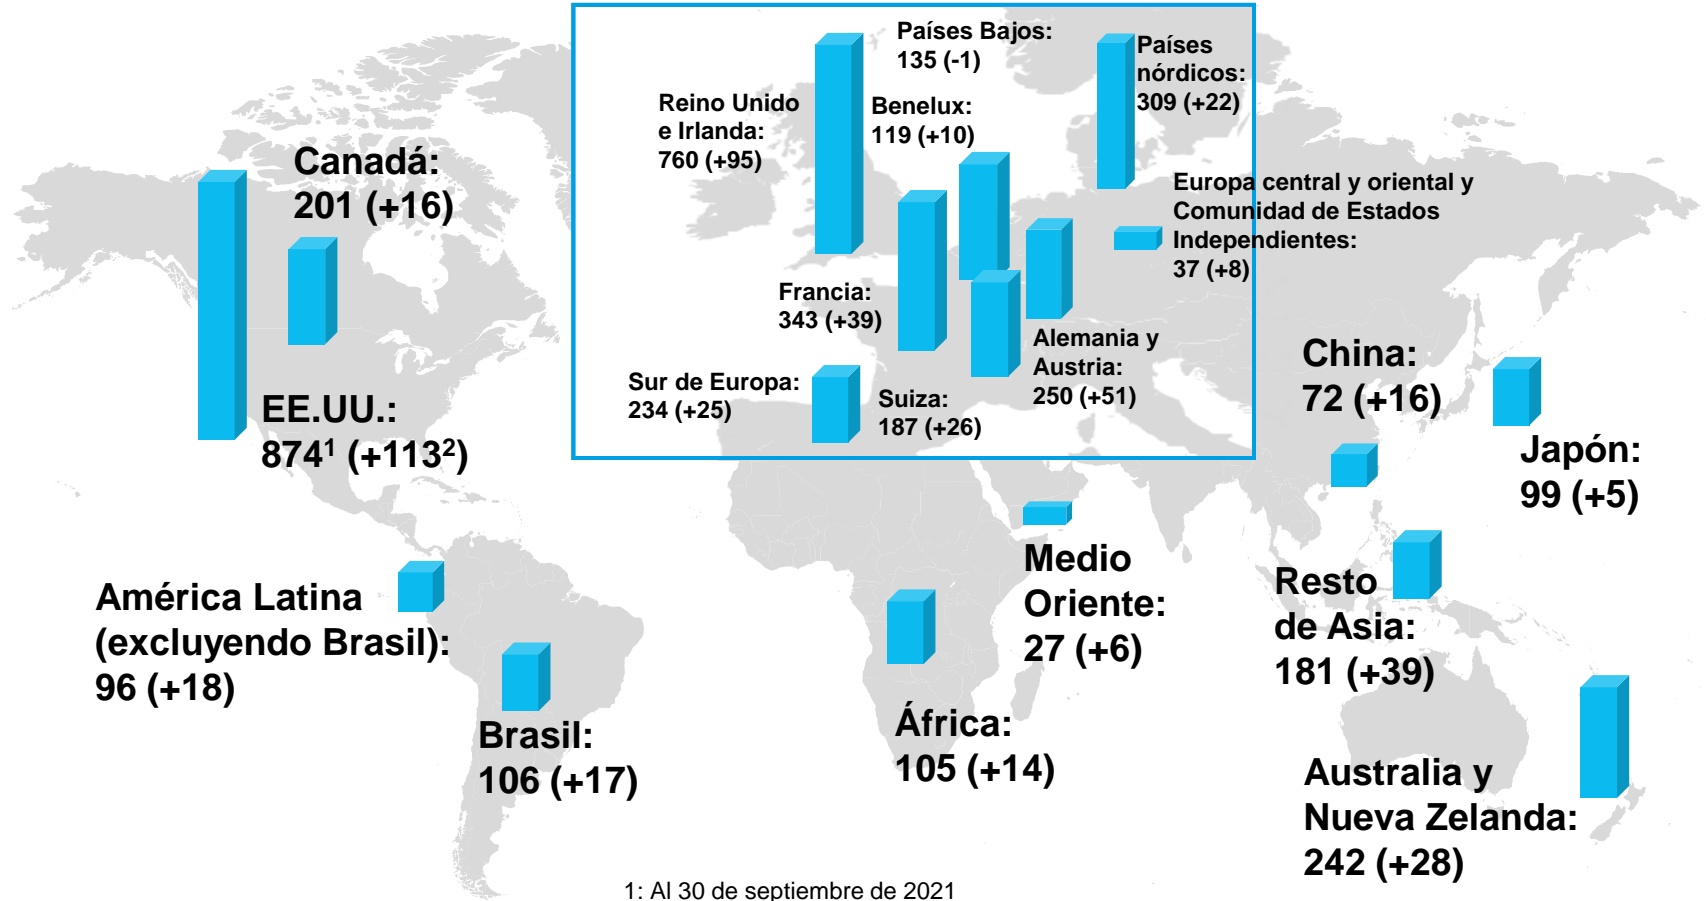 Países Bajos:
135 (-1)
Países
nórdicos:
309 (+22)
Reino Unido
e Irlanda:
760 (+95)
Benelux:
119 (+10)
Canadá:
201 (+16)
Europa central y oriental y
Comunidad de Estados
Independientes:
37 (+8)
Francia:
343 (+39)
Alemania y
Austria:
250 (+51)
China:
72 (+16)
Sur de Europa:
234 (+25)
Suiza:
187 (+26)
EE.UU.:
874¹ (+113²)
Japón:
99 (+5)
Medio
Oriente:
27 (+6)
Resto
de Asia:
181 (+39)
América Latina
(excluyendo Brasil):
96 (+18)
Brasil:
106 (+17)
África:
105 (+14)
Australia y
Nueva Zelanda:
242 (+28)
1: Al 30 de septiembre de 2021